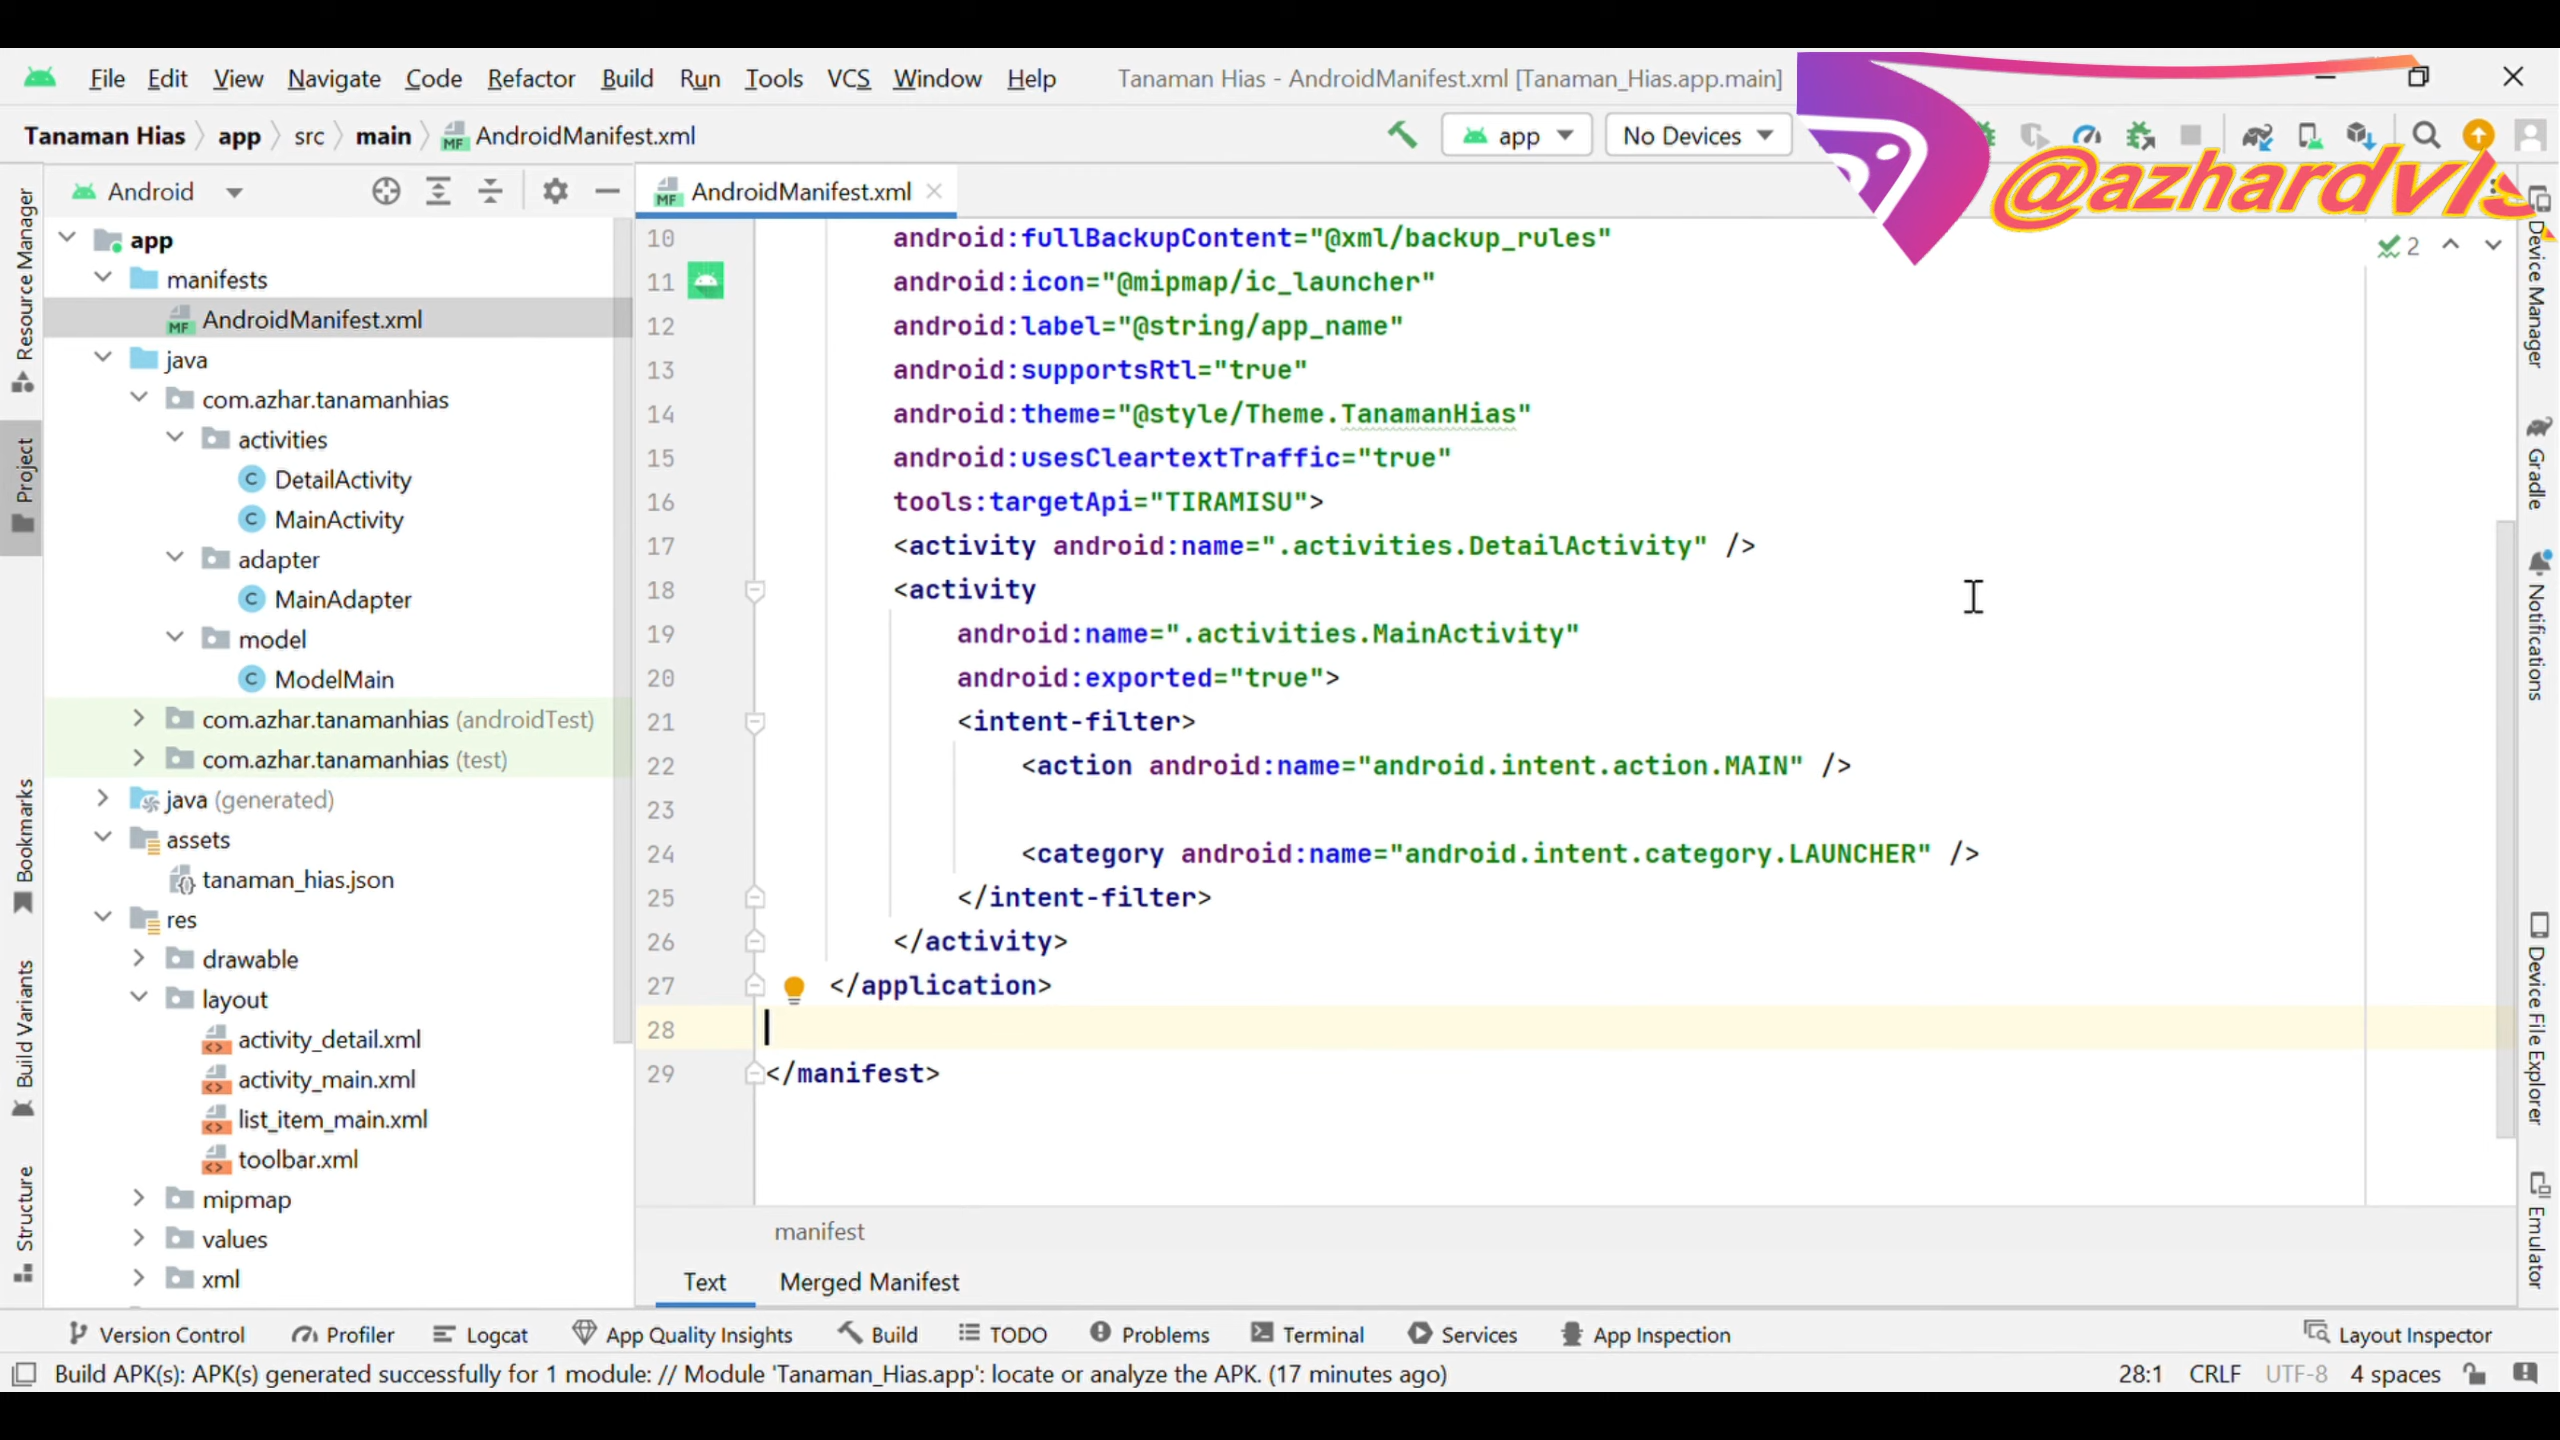 File Edit View Navigate Code Refactor Build Run Tools VCS Window Help Tanaman Hias - AndroidManifest.xml [Tanaman_Hias.app.main]
Tanaman Hias app src main AndroidManifest.xml app No Devices
@azhardvls
Android
AndroidManifest.xml
2
app
manifests
AndroidManifest.xml
java
com.azhar.tanamanhias
activities
DetailActivity
MainActivity
adapter
MainAdapter
model
ModelMain
com.azhar.tanamanhias (androidTest)
com.azhar.tanamanhias (test)
java (generated)
assets
tanaman_hias.json
res
drawable
layout
activity_detail.xml
activity_main.xml
list_item_main.xml
toolbar.xml
mipmap
values
xml
10 android:fullBackupContent="@xml/backup_rules"
11 android:icon="@mipmap/ic_launcher"
12 android:label="@string/app_name"
13 android:supportsRtl="true"
14 android:theme="@style/Theme.TanamanHias"
15 android:usesCleartextTraffic="true"
16 tools:targetApi="TIRAMISU">
17 <activity android:name=".activities.DetailActivity" />
18 <activity
19 android:name=".activities.MainActivity"
20 android:exported="true">
21 <intent-filter>
22 <action android:name="android.intent.action.MAIN" />
23
24 <category android:name="android.intent.category.LAUNCHER" />
25 </intent-filter>
26 </activity>
27 </application>
28
29 </manifest>
manifest
Text Merged Manifest
Resource Manager
Project
Bookmarks
Build Variants
Structure
Device Manager
Gradle
Notifications
Device File Explorer
Emulator
Version Control Profiler Logcat App Quality Insights Build TODO Problems Terminal Services App Inspection Layout Inspector
Build APK(s): APK(s) generated successfully for 1 module: // Module 'Tanaman_Hias.app': locate or analyze the APK. (17 minutes ago) 28:1 CRLF UTF-8 4 spaces